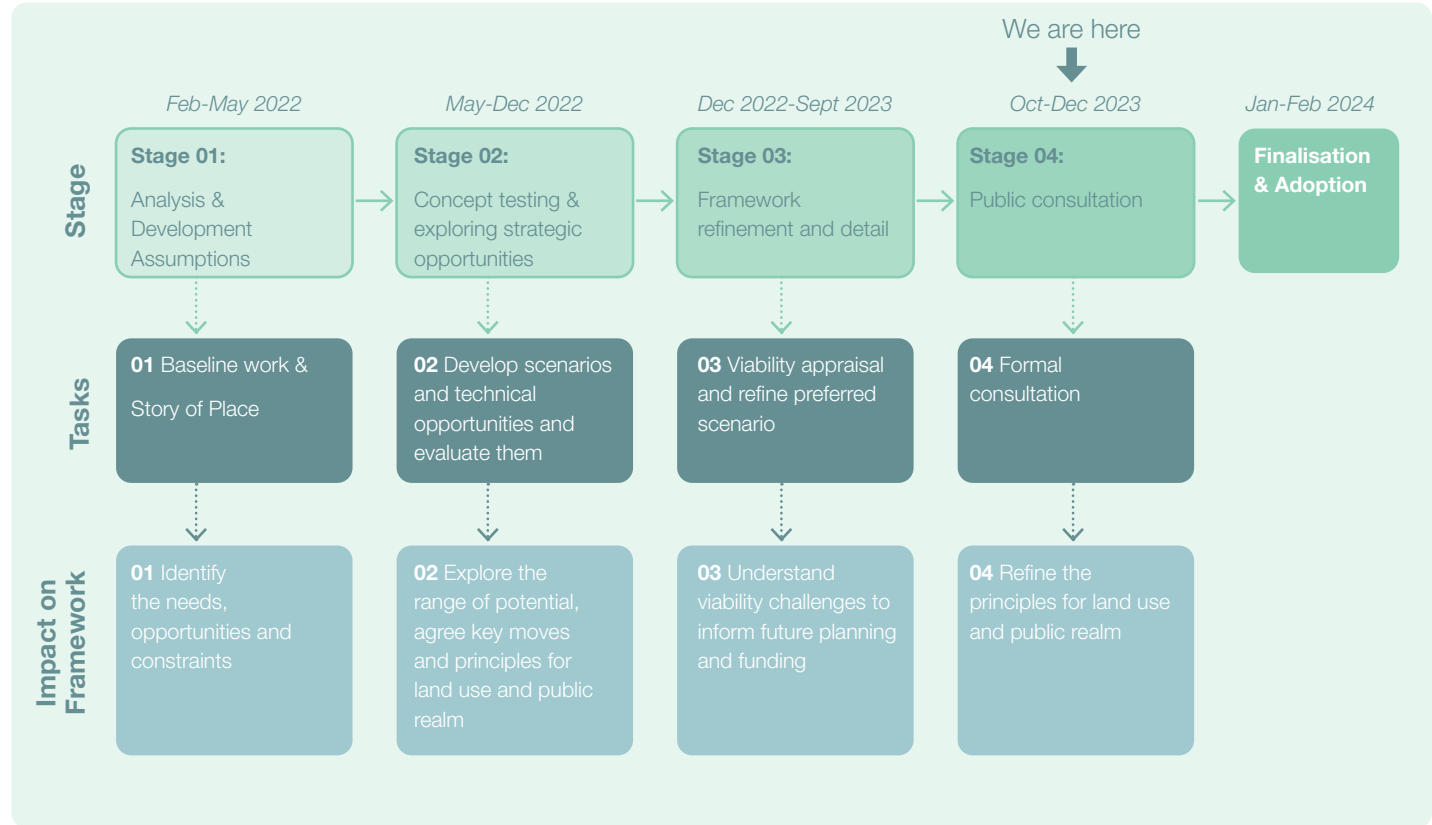 We are here
Feb-May 2022
May-Dec 2022
Dec 2022-Sept 2023
Oct-Dec 2023
Jan-Feb 2024
Stage
Stage 01:
Analysis &
Development
Assumptions
Stage 02:
Concept testing &
exploring strategic
opportunities
Stage 03:
Framework
refinement and detail
Stage 04:
Public consultation
Finalisation
& Adoption
Tasks
01 Baseline work &
Story of Place
02 Develop scenarios
and technical
opportunities and
evaluate them
03 Viability appraisal
and refine preferred
scenario
04 Formal
consultation
Impact on
Framework
01 Identify
the needs,
opportunities and
constraints
02 Explore the
range of potential,
agree key moves
and principles for
land use and public
realm
03 Understand
viability challenges to
inform future planning
and funding
04 Refine the
principles for land use
and public realm